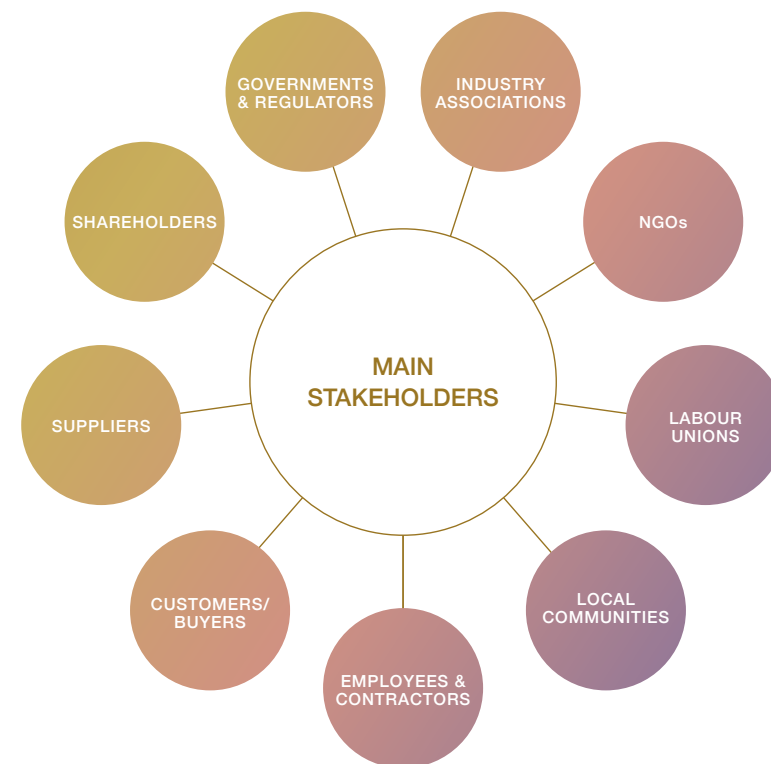 GOVERNMENTS
& REGULATORS
INDUSTRY
ASSOCIATIONS
SHAREHOLDERS
NGOs
MAIN
STAKEHOLDERS
SUPPLIERS
LABOUR
UNIONS
CUSTOMERS/
BUYERS
LOCAL
COMMUNITIES
EMPLOYEES &
CONTRACTORS